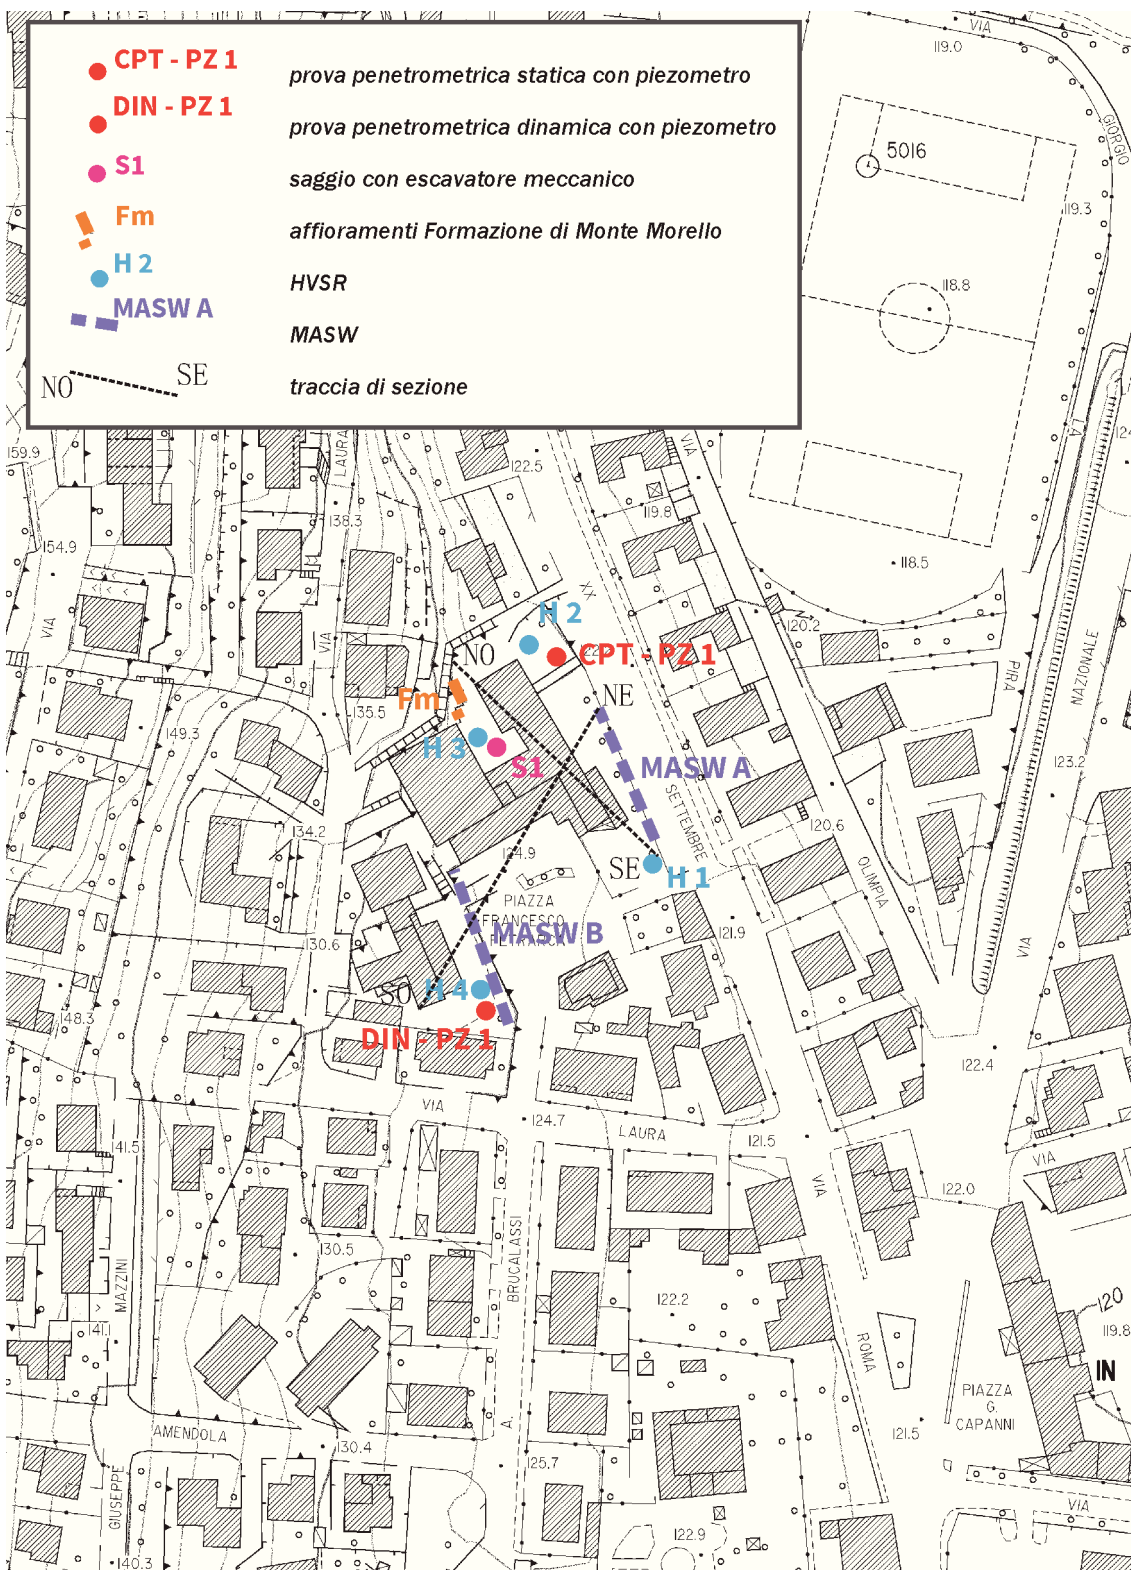 CPT - PZ 1
prova penetrometrica statica con piezometro
DIN - PZ 1
prova penetrometrica dinamica con piezometro
S1
saggio con escavatore meccanico
Fm
affioramenti Formazione di Monte Morello
H 2
HVSR
MASW A
MASW
NO
SE
traccia di sezione
VIA
119.0
GIORGIO
5016
119.3
118.8
LA
159.9
LAURA
122.5
VIA
119.8
138.3
154.9
118.5
XX
H 2
120.2
VIA
VIA
NO
CPT - PZ 1
NAZIONALE
PIRA
Fm
NE
135.5
149.3
H 3
S1
MASW A
123.2
SETTEMBRE
134.2
120.6
124.9
SE
H 1
OLIMPIA
PIAZZA
FRANCESCO
MASW B
121.9
130.6
VIA
SO
H 4
148.3
DIN - PZ 1
122.4
VIA
124.7
LAURA
121.5
141.5
VIA
VIA
122.0
BRUCALASSI
130.5
MAZZINI
122.2
120
119.8
141.1
ROMA
IN
PIAZZA
G.
CAPANNI
A.
AMENDOLA
130.4
121.5
125.7
GIUSEPPE
VIA
122.9
140.3